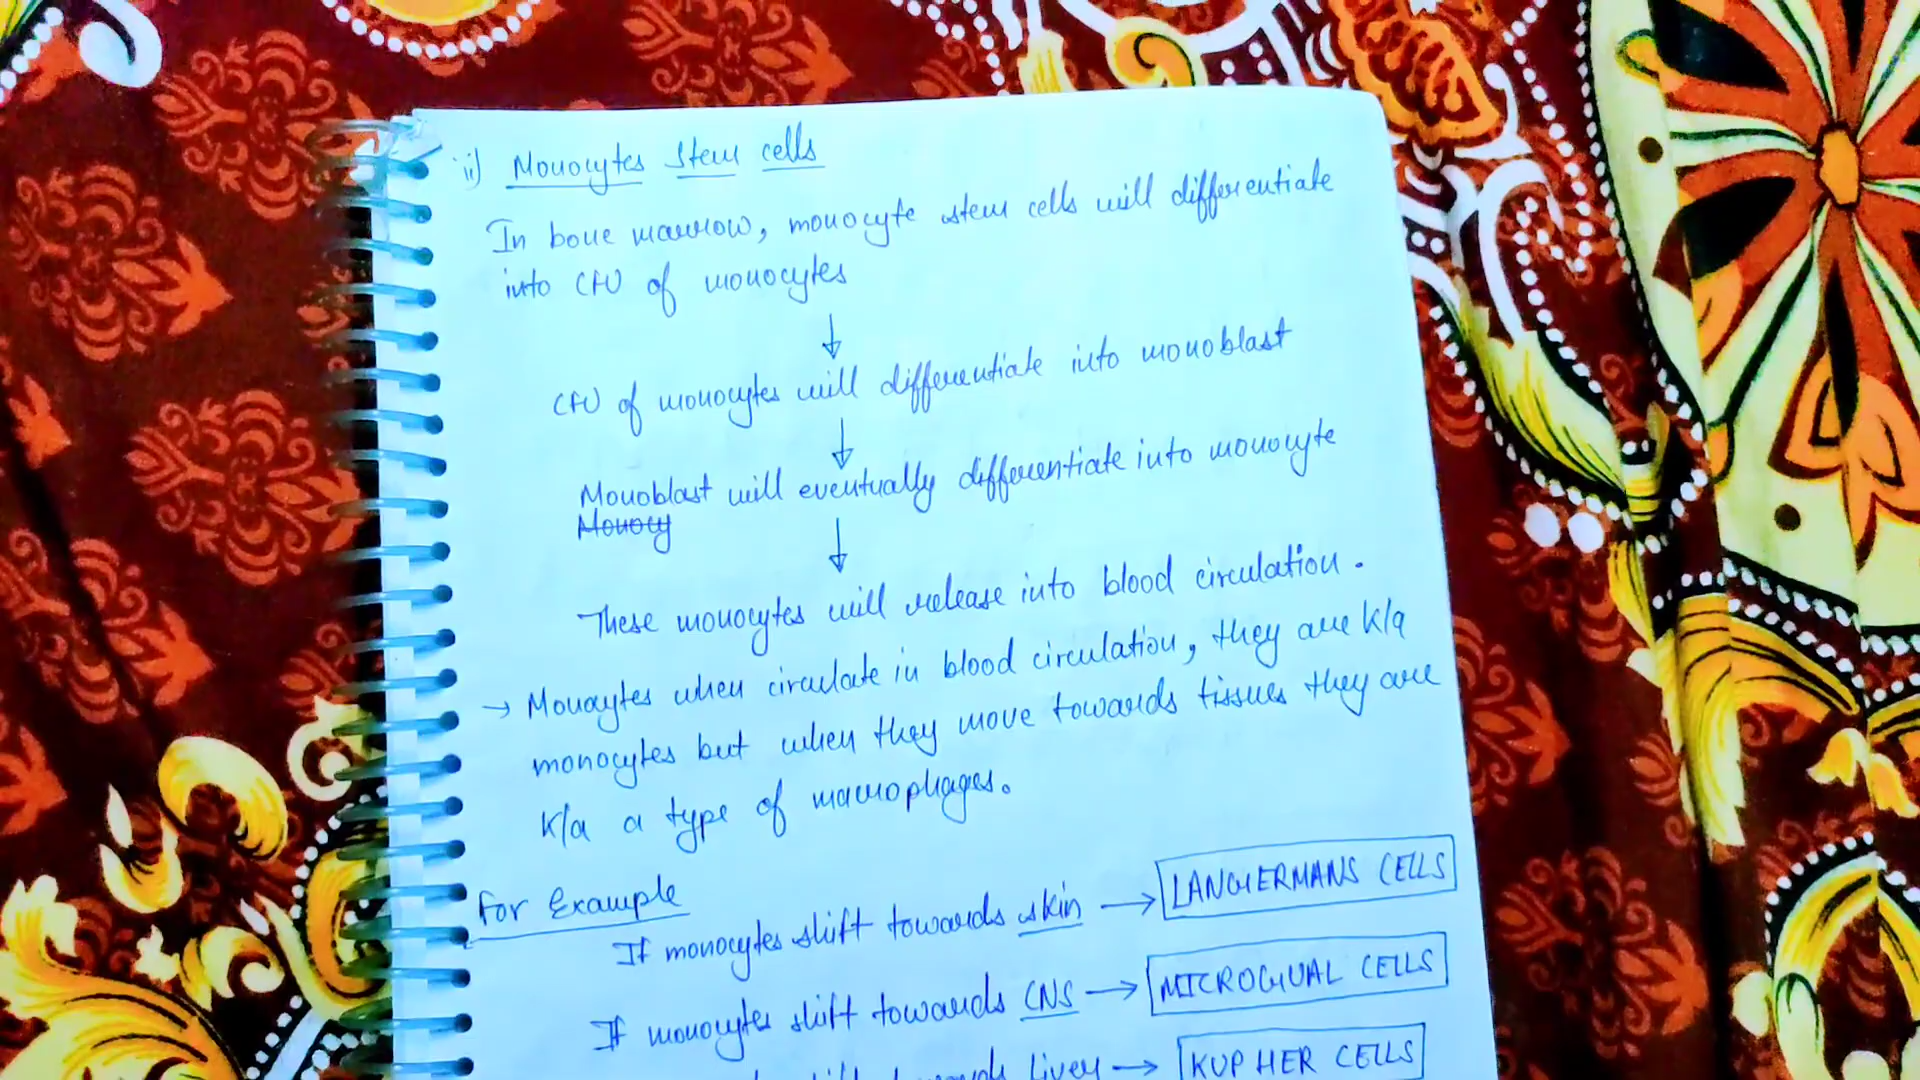 ii) Monocytes stem cells
In bone marrow, monocyte stem cells will differentiate
into CFU of monocytes
↓
CFU of monocytes will differentiate into monoblast
↓
Monoblast will eventually differentiate into monocyte
Monocy
↓
These monocytes will release into blood circulation.
→ Monocytes when circulate in blood circulation, they are K/a
monocytes but when they move towards tissues they are
K/a a type of macrophages.
For Example
If monocytes shift towards skin → LANGERMANS CELLS
If monocytes shift towards CNS → MICROGLIAL CELLS
shift towards liver → KUPHER CELLS